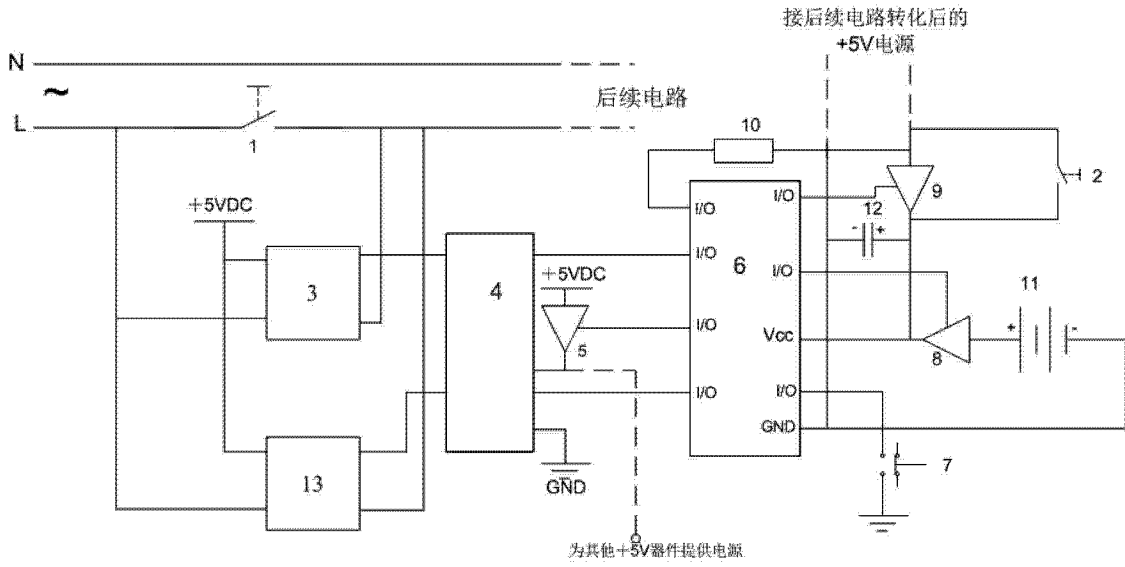 接后续电路转化后的
+5V电源
N
~
L
后续电路
1
10
+5VDC
I/O
I/O
9
2
12
- +
3
4
I/O
6
I/O
+5VDC
11
5
I/O
Vcc
8
+ -
I/O
I/O
GND
13
GND
7
为其他+5V器件提供电源